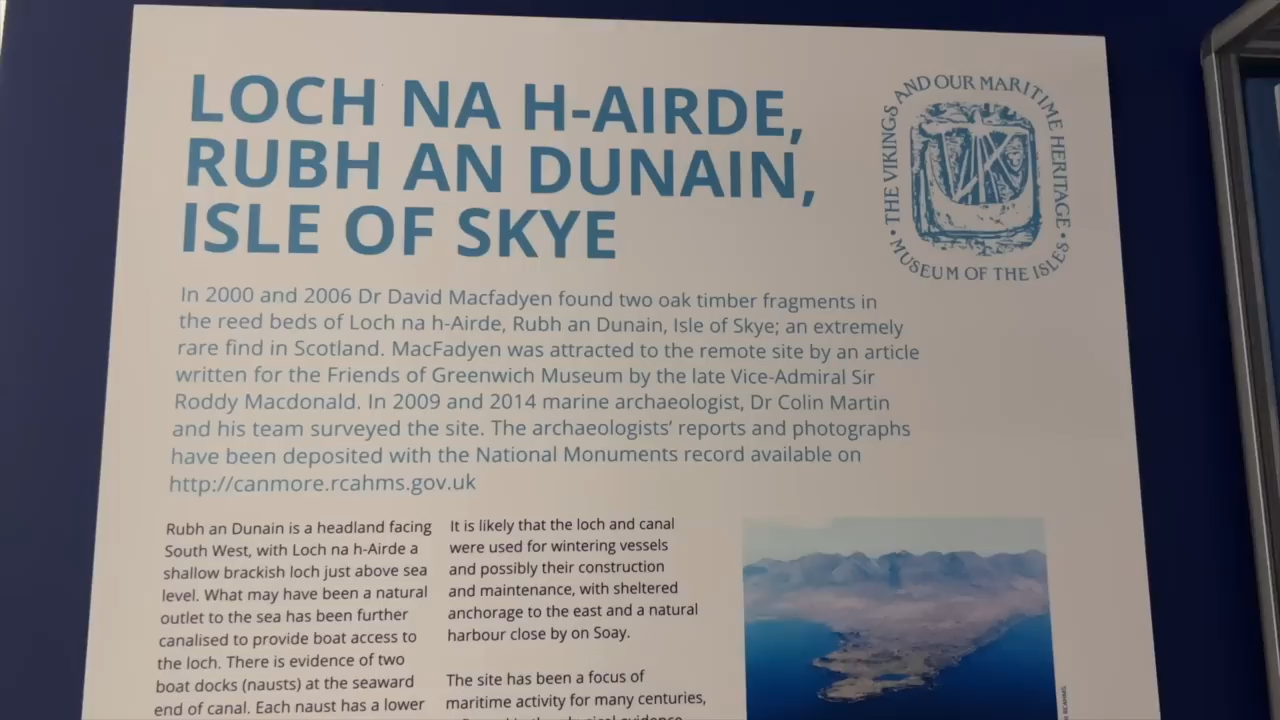 LOCH NA H-AIRDE,
RUBH AN DUNAIN,
ISLE OF SKYE
THE VIKINGS AND OUR MARITIME HERITAGE •
MUSEUM OF THE ISLES •
In 2000 and 2006 Dr David Macfadyen found two oak timber fragments in
the reed beds of Loch na h-Airde, Rubh an Dunain, Isle of Skye; an extremely
rare find in Scotland. MacFadyen was attracted to the remote site by an article
written for the Friends of Greenwich Museum by the late Vice-Admiral Sir
Roddy Macdonald. In 2009 and 2014 marine archaeologist, Dr Colin Martin
and his team surveyed the site. The archaeologists' reports and photographs
have been deposited with the National Monuments record available on
http://canmore.rcahms.gov.uk
Rubh an Dunain is a headland facing
South West, with Loch na h-Airde a
shallow brackish loch just above sea
level. What may have been a natural
outlet to the sea has been further
canalised to provide boat access to
the loch. There is evidence of two
boat docks (nausts) at the seaward
end of canal. Each naust has a lower
It is likely that the loch and canal
were used for wintering vessels
and possibly their construction
and maintenance, with sheltered
anchorage to the east and a natural
harbour close by on Soay.
The site has been a focus of
maritime activity for many centuries,
RCAHMS